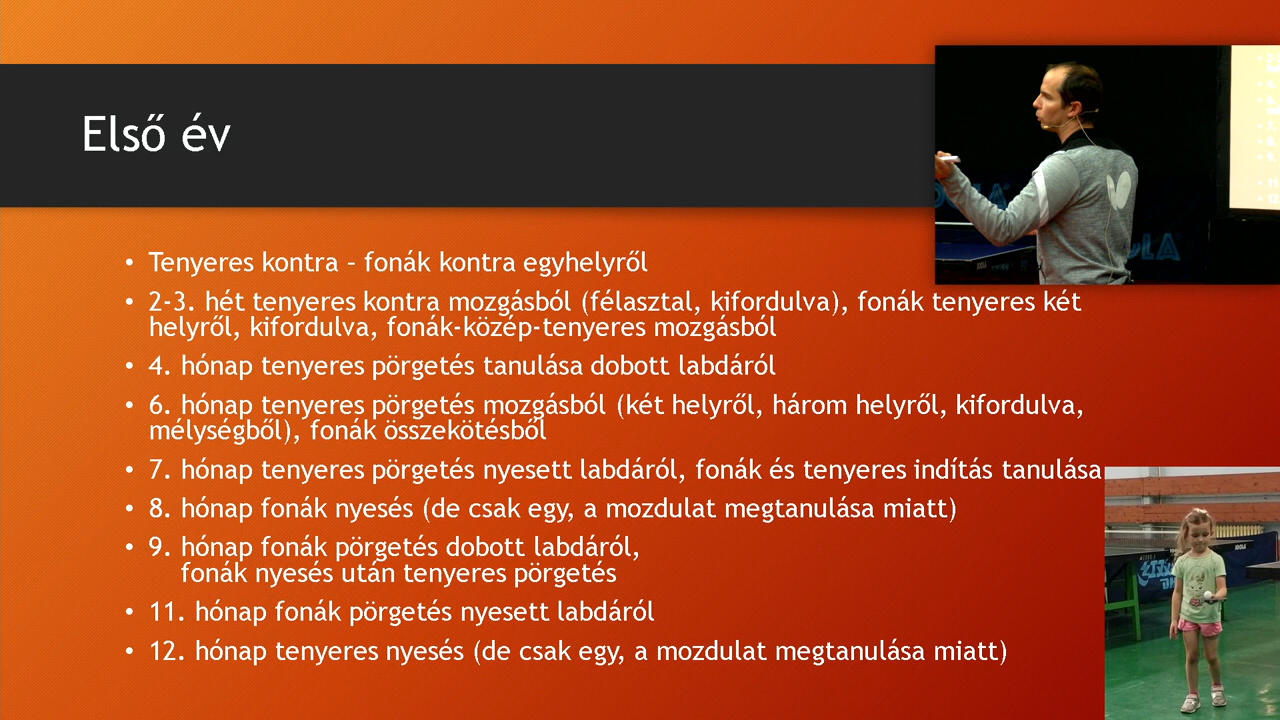 Első év
• Tenyeres kontra – fonák kontra egyhelyről
• 2-3. hét tenyeres kontra mozgásból (félasztal, kifordulva), fonák tenyeres két
helyről, kifordulva, fonák-közép-tenyeres mozgásból
• 4. hónap tenyeres pörgetés tanulása dobott labdáról
• 6. hónap tenyeres pörgetés mozgásból (két helyről, három helyről, kifordulva,
mélységből), fonák összekötésből
• 7. hónap tenyeres pörgetés nyesett labdáról, fonák és tenyeres indítás tanulása
• 8. hónap fonák nyesés (de csak egy, a mozdulat megtanulása miatt)
• 9. hónap fonák pörgetés dobott labdáról,
fonák nyesés után tenyeres pörgetés
• 11. hónap fonák pörgetés nyesett labdáról
• 12. hónap tenyeres nyesés (de csak egy, a mozdulat megtanulása miatt)